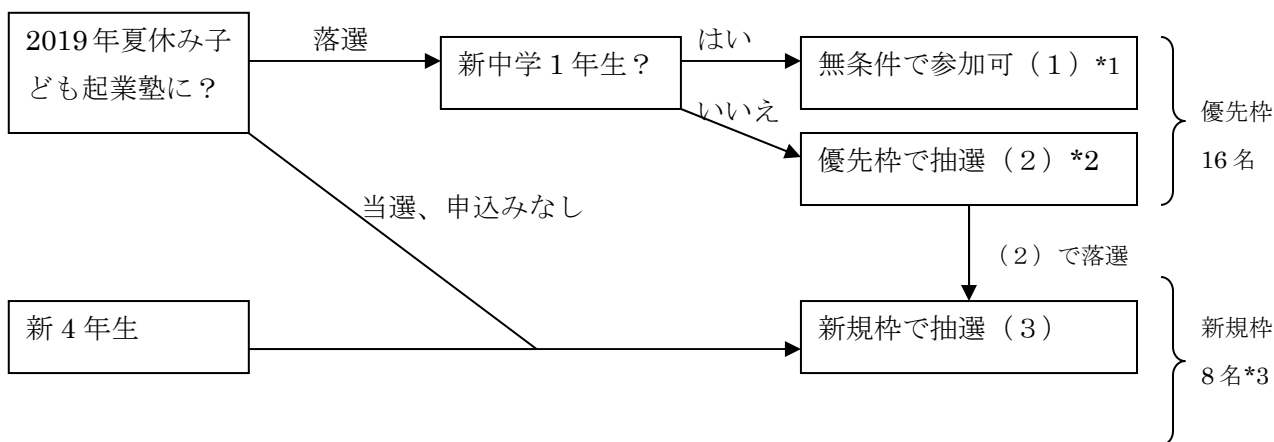 2019年夏休み子
ども起業塾に?
落選
新中学1年生?
はい
いいえ
無条件で参加可(1)*1
優先枠で抽選(2)*2
優先枠
16名
当選、申込みなし
(2)で落選
新4年生
新規枠で抽選(3)
新規枠
8名*3